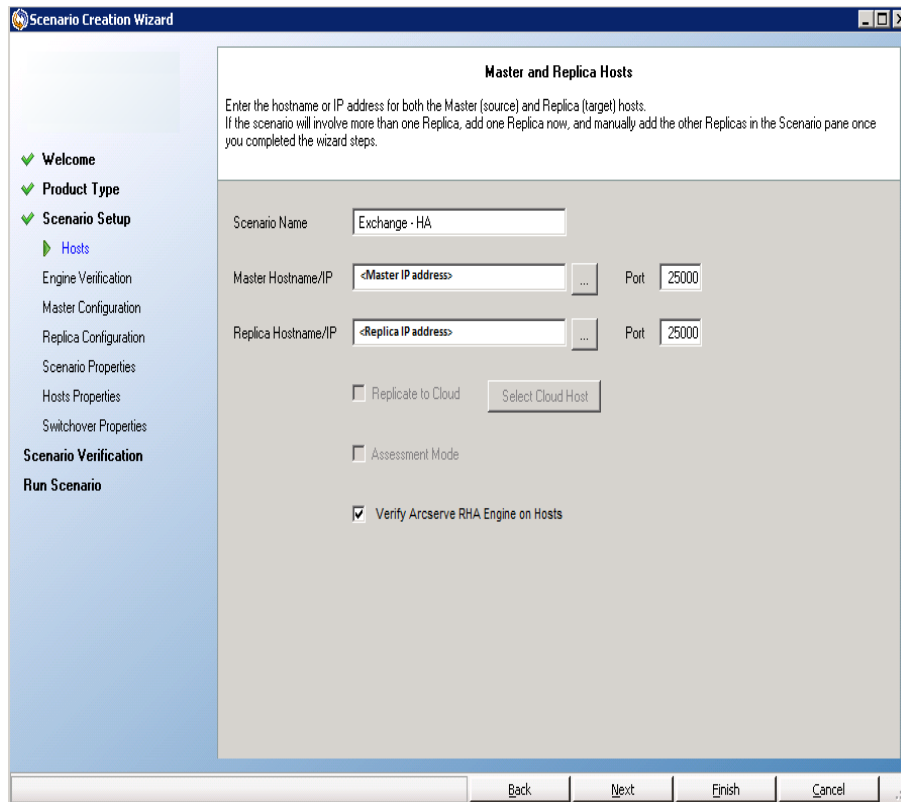 Scenario Creation Wizard
Master and Replica Hosts
Enter the hostname or IP address for both the Master (source) and Replica (target) hosts.
If the scenario will involve more than one Replica, add one Replica now, and manually add the other Replicas in the Scenario pane once
you completed the wizard steps.
Welcome
Product Type
Scenario Setup
Hosts
Engine Verification
Master Configuration
Replica Configuration
Scenario Properties
Hosts Properties
Switchover Properties
Scenario Verification
Run Scenario
Scenario Name Exchange - HA
Master Hostname/IP <Master IP address> ... Port 25000
Replica Hostname/IP <Replica IP address> ... Port 25000
Replicate to Cloud Select Cloud Host
Assessment Mode
Verify Arcserve RHA Engine on Hosts
Back Next Finish Cancel